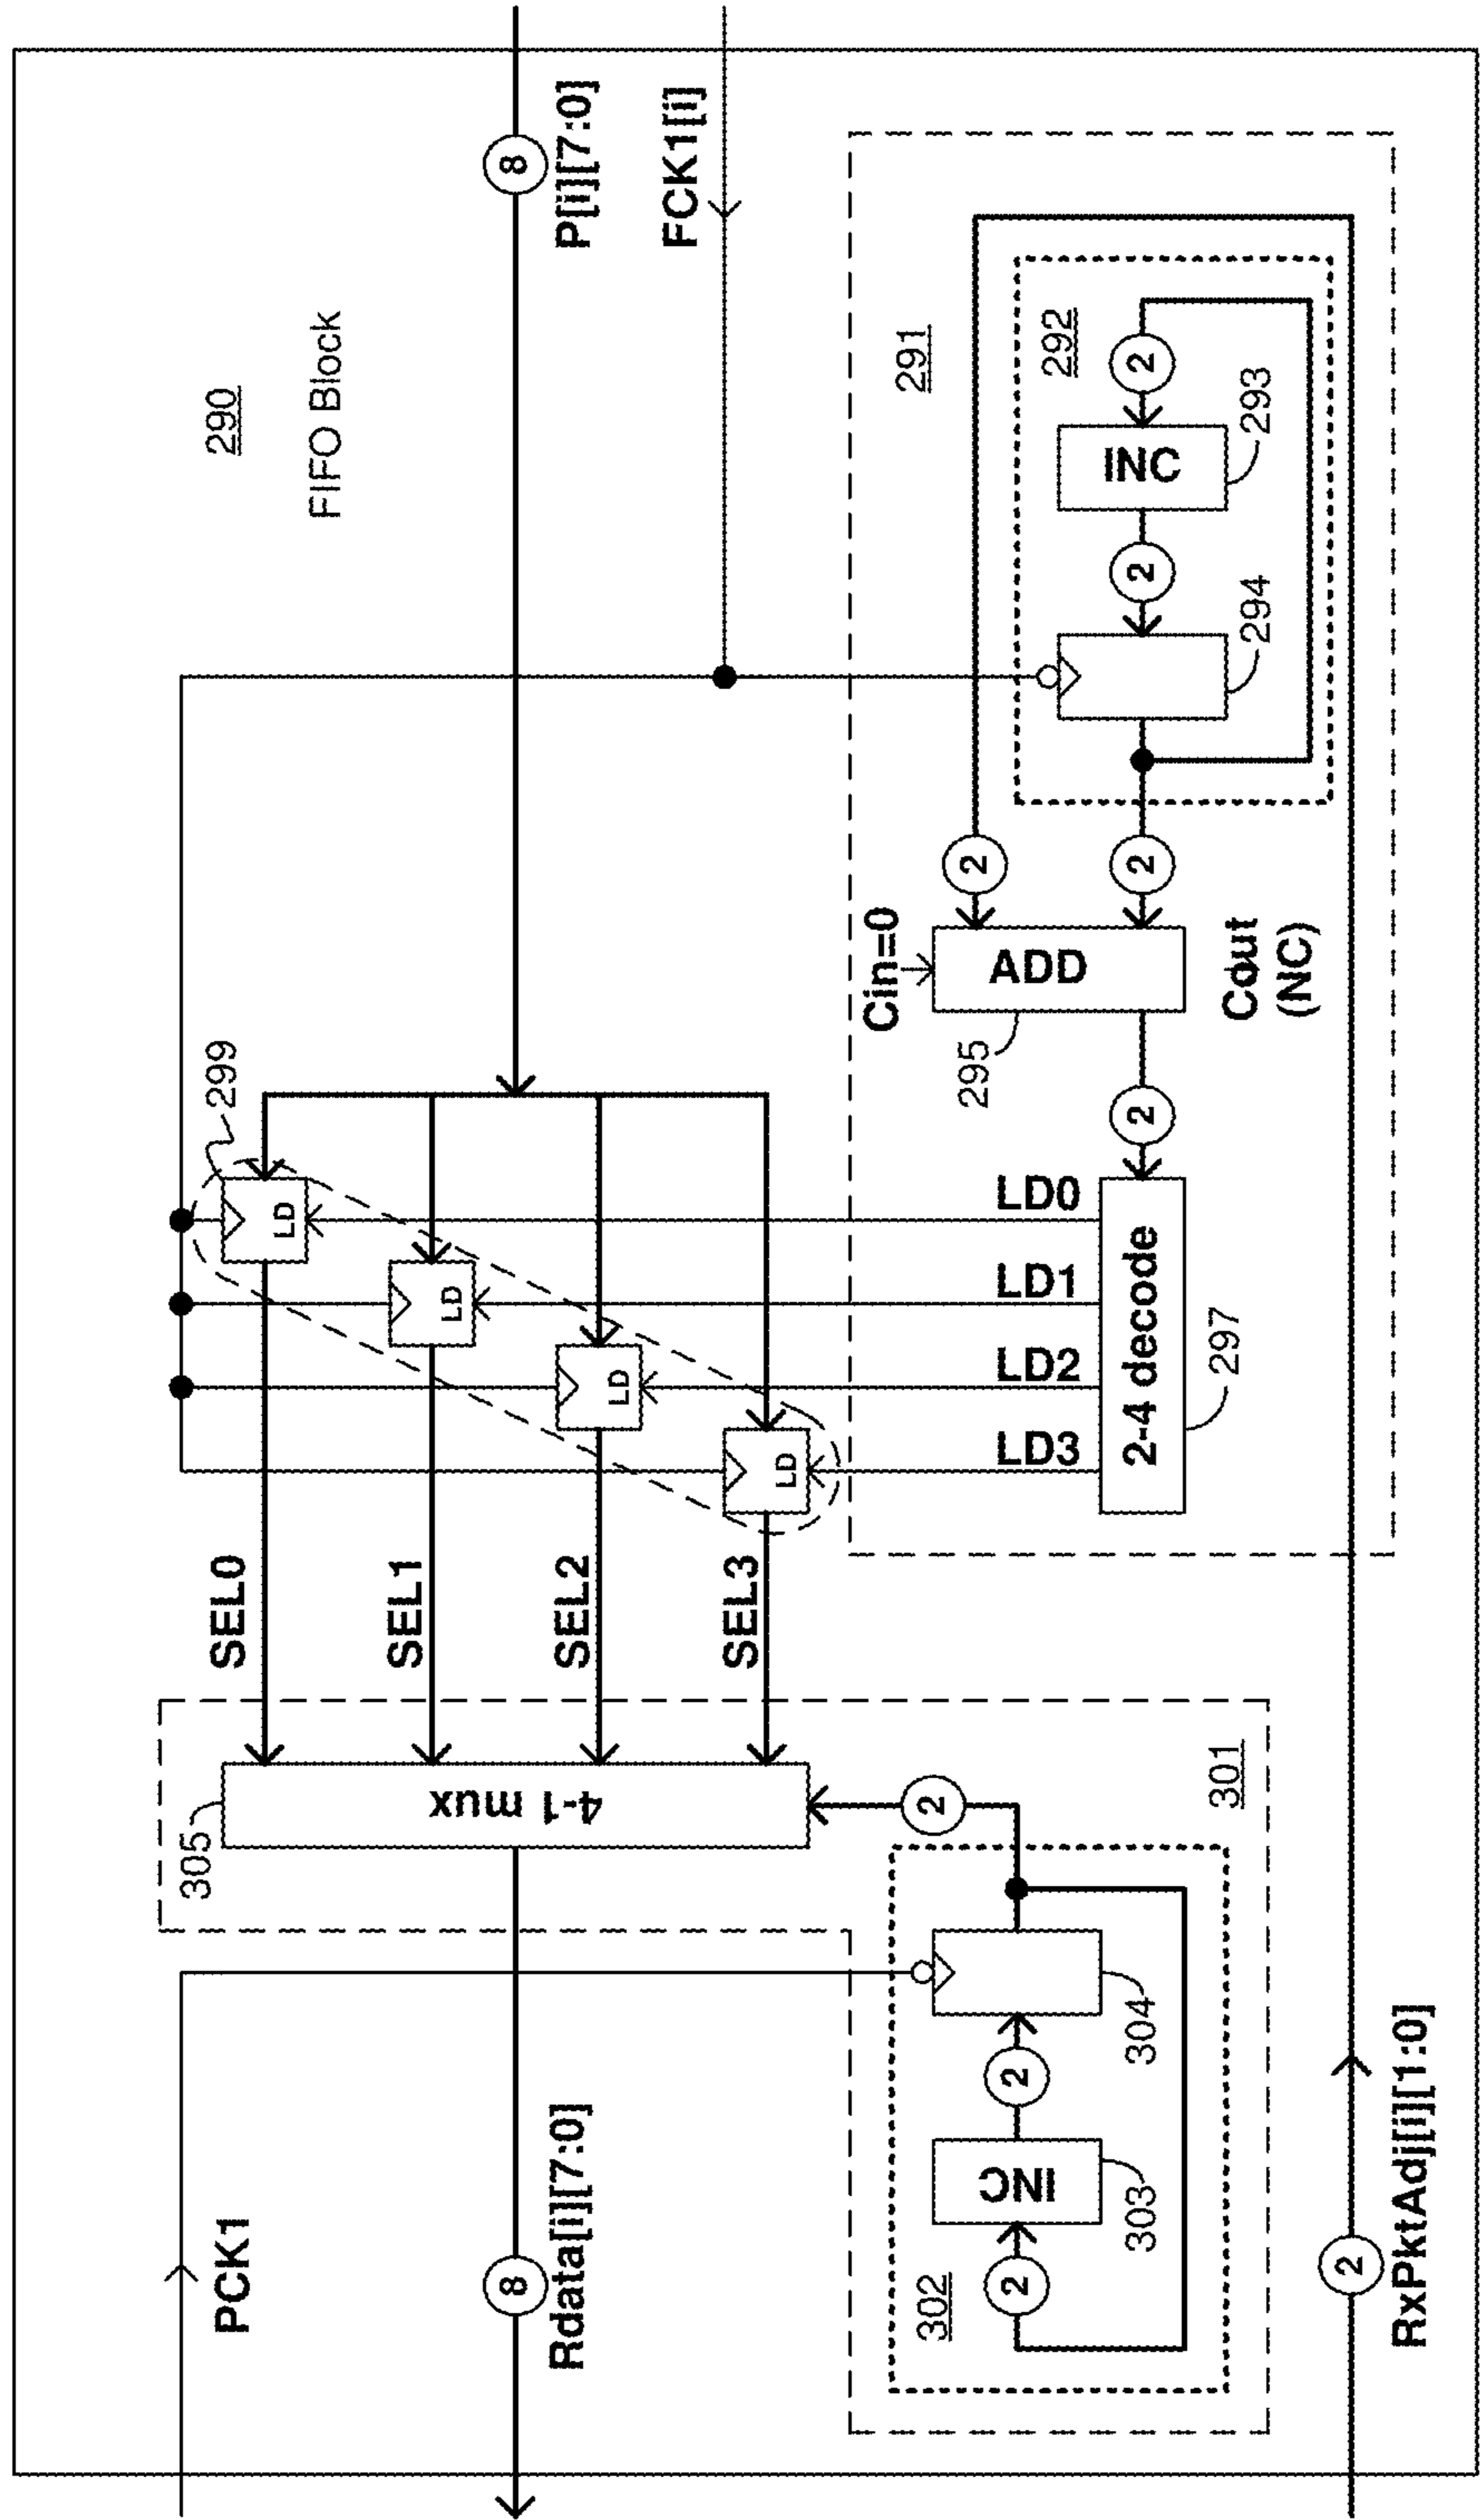 290
FIFO Block
PCK1
299
SEL0
SEL1
SEL2
SEL3
305
4-1 mux
LD
LD
LD
LD
8
P[i][7:0]
8
Rdata[i][7:0]
FCK1[i]
291
292
2
INC
293
2
294
2
2
Cin=0
ADD
Cout
(NC)
295
2
LD0
LD1
LD2
LD3
2-4 decode
297
301
2
302
2
INC
303
2
304
2
RxPktAdj[i][1:0]